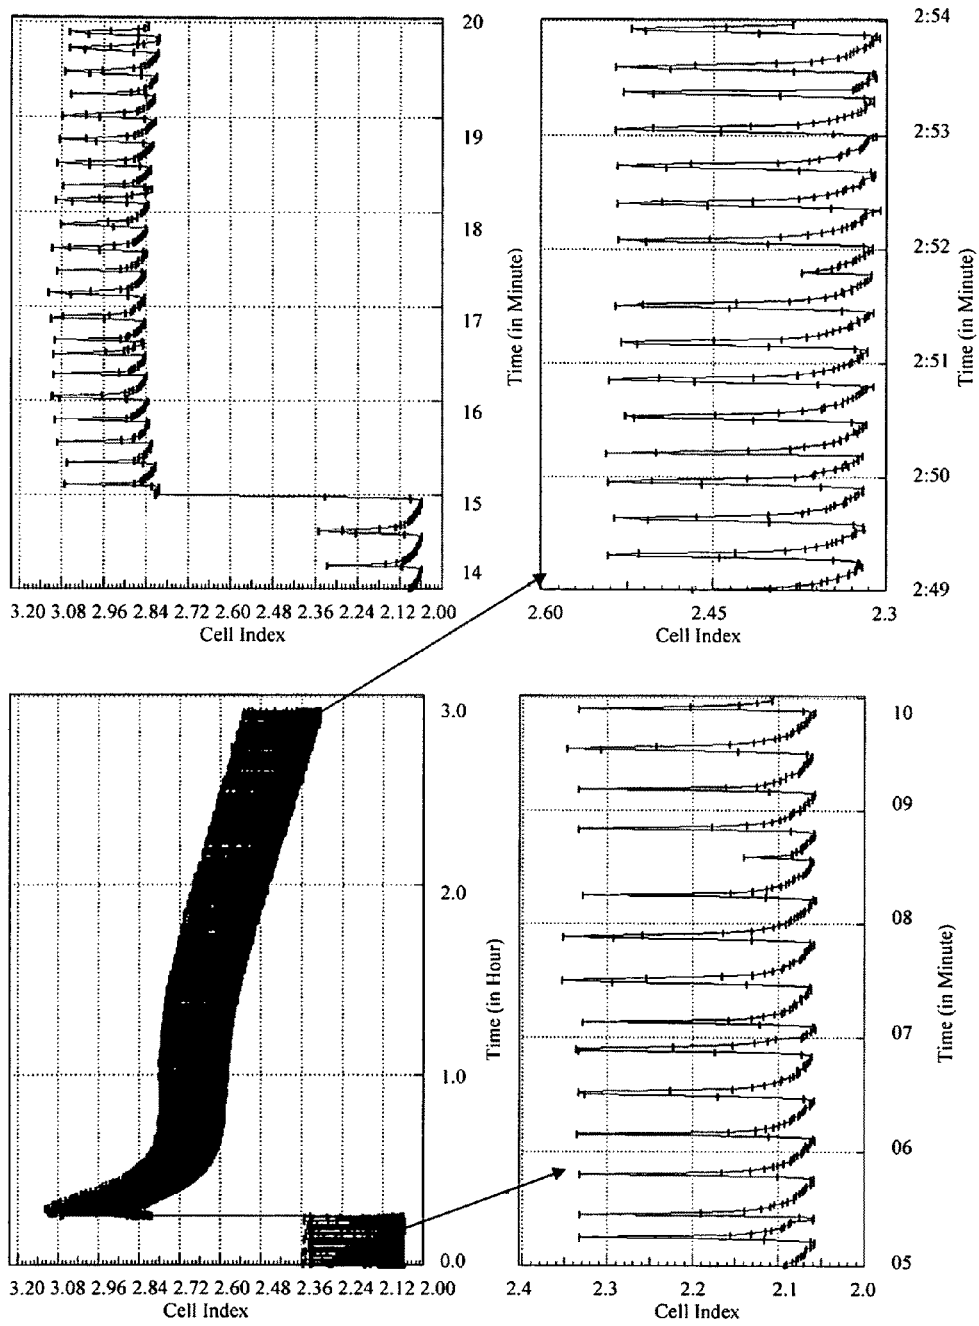 20
19
18
17
16
15
14
Time (in Minute)
3.20 3.08 2.96 2.84 2.72 2.60 2.48 2.36 2.24 2.12 2.00
Cell Index
2:54
2:53
2:52
2:51
2:50
2:49
Time (in Minute)
2.60 2.45 2.3
Cell Index
3.0
2.0
1.0
0.0
Time (in Hour)
3.20 3.08 2.96 2.84 2.72 2.60 2.48 2.36 2.24 2.12 2.00
Cell Index
10
09
08
07
06
05
Time (in Minute)
2.4 2.3 2.2 2.1 2.0
Cell Index